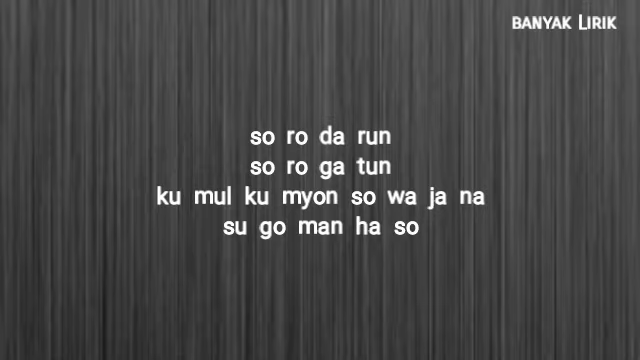 BANYAK LIRIK
so ro da run
so ro ga tun
ku mul ku myon so wa ja na
su go man ha so